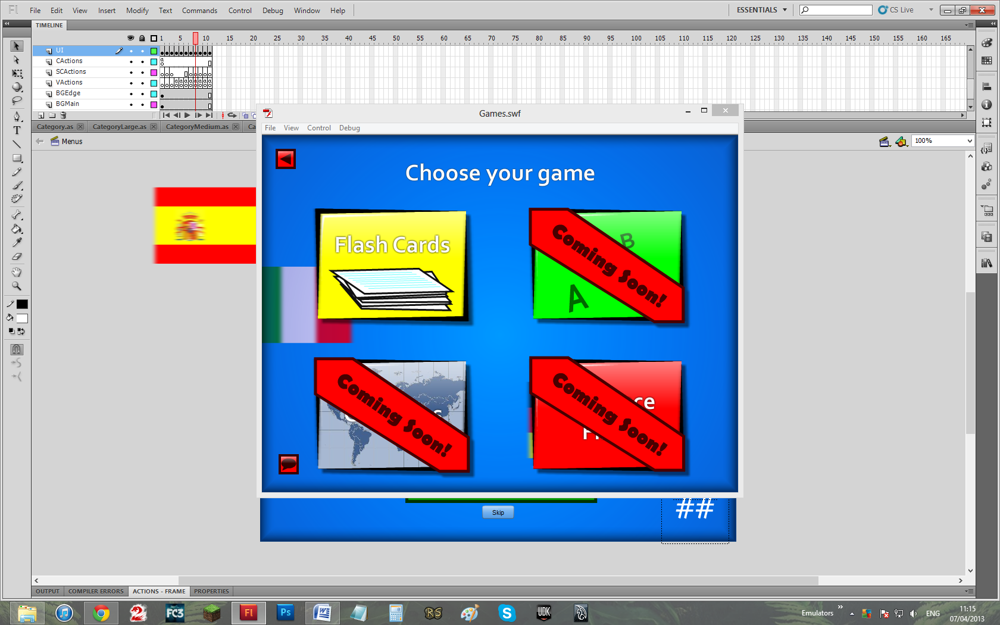 Fl File Edit View Insert Modify Text Commands Control Debug Window Help ESSENTIALS CS Live
TIMELINE
1 5 10 15 20 25 30 35 40 45 50 55 60 65 70 75 80 85 90 95 100 105 110 115 120 125 130 135 140 145 150 155 160 165
UI
CActions
SCActions
VActions
BGEdge
BGMain
Category.as CategoryLarge.as CategoryMedium.as Ca
Menus 100%
Games.swf
File View Control Debug
Choose your game
Flash Cards
Coming Soon!
B
A
Coming Soon!
s
Coming Soon!
ce
Skip
##
OUTPUT COMPILER ERRORS ACTIONS - FRAME PROPERTIES
2 FC3 Fl Ps W RS S UDK Emulators ENG 11:15
07/04/2013